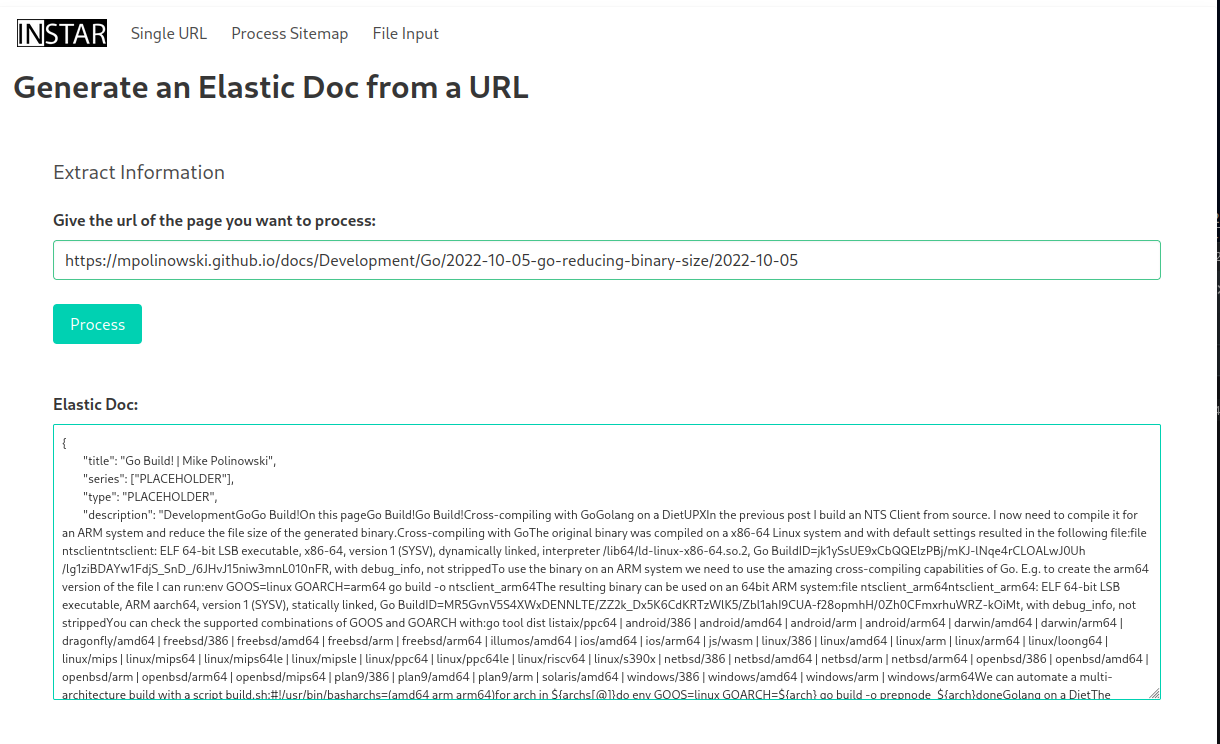 INSTAR Single URL Process Sitemap File Input
Generate an Elastic Doc from a URL
Extract Information
Give the url of the page you want to process:
https://mpolinowski.github.io/docs/Development/Go/2022-10-05-go-reducing-binary-size/2022-10-05
Process
Elastic Doc:
{
"title": "Go Build! | Mike Polinowski",
"series": ["PLACEHOLDER"],
"type": "PLACEHOLDER",
"description": "DevelopmentGoGo Build!On this pageGo Build!Go Build!Cross-compiling with GoGolang on a DietUPXIn the previous post I build an NTS Client from source. I now need to compile it for
an ARM system and reduce the file size of the generated binary.Cross-compiling with GoThe original binary was compiled on a x86-64 Linux system and with default settings resulted in the following file:file
ntsclientntsclient: ELF 64-bit LSB executable, x86-64, version 1 (SYSV), dynamically linked, interpreter /lib64/ld-linux-x86-64.so.2, Go BuildID=jk1ySsUE9xCbQQEIzPBj/mKJ-lNqe4rCLOALwJ0Uh
/lg1ziBDAYw1FdjS_SnD_/6JHvJ15niw3mnL010nFR, with debug_info, not strippedTo use the binary on an ARM system we need to use the amazing cross-compiling capabilities of Go. E.g. to create the arm64
version of the file I can run:env GOOS=linux GOARCH=arm64 go build -o ntsclient_arm64The resulting binary can be used on an 64bit ARM system:file ntsclient_arm64ntsclient_arm64: ELF 64-bit LSB
executable, ARM aarch64, version 1 (SYSV), statically linked, Go BuildID=MR5GvnV5S4XWxDENNLTE/ZZ2k_Dx5K6CdKRTzWlK5/Zbl1ahI9CUA-f28opmhH/0Zh0CFmxrhuWRZ-kOiMt, with debug_info, not
strippedYou can check the supported combinations of GOOS and GOARCH with:go tool dist listaix/ppc64 | android/386 | android/amd64 | android/arm | android/arm64 | darwin/amd64 | darwin/arm64 |
dragonfly/amd64 | freebsd/386 | freebsd/amd64 | freebsd/arm | freebsd/arm64 | illumos/amd64 | ios/amd64 | ios/arm64 | js/wasm | linux/386 | linux/amd64 | linux/arm | linux/arm64 | linux/loong64 |
linux/mips | linux/mips64 | linux/mips64le | linux/mipsle | linux/ppc64 | linux/ppc64le | linux/riscv64 | linux/s390x | netbsd/386 | netbsd/amd64 | netbsd/arm | netbsd/arm64 | openbsd/386 | openbsd/amd64 |
openbsd/arm | openbsd/arm64 | openbsd/mips64 | plan9/386 | plan9/amd64 | plan9/arm | solaris/amd64 | windows/386 | windows/amd64 | windows/arm | windows/arm64We can automate a multi-
architecture build with a script build.sh:#!/usr/bin/basharchs=(amd64 arm arm64)for arch in ${archs[@]}do env GOOS=linux GOARCH=${arch} go build -o prepnode_${arch}doneGolang on a DietThe